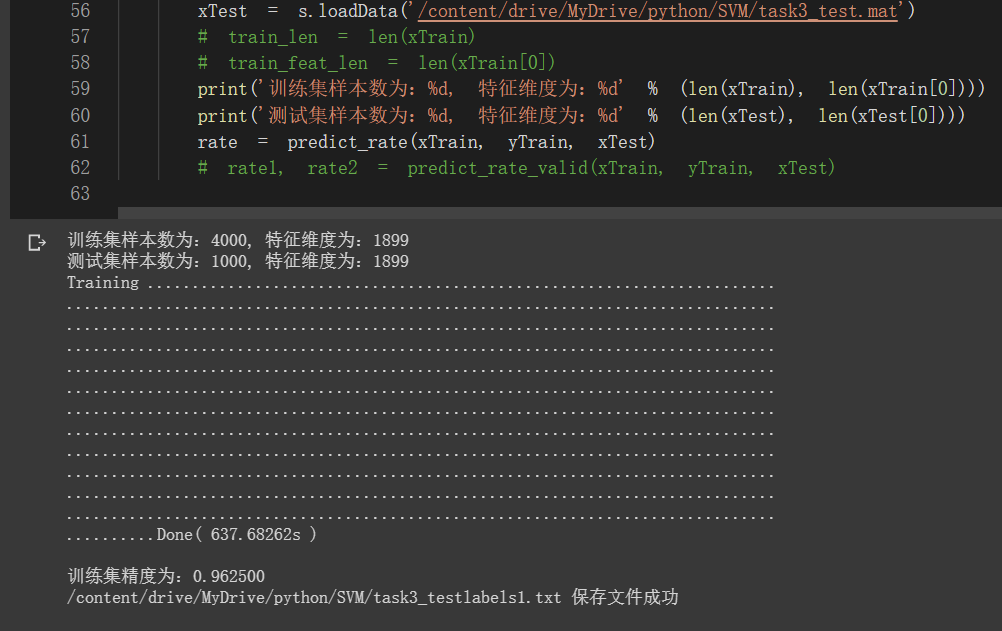 56 xTest = s.loadData('/content/drive/MyDrive/python/SVM/task3_test.mat')
57 # train_len = len(xTrain)
58 # train_feat_len = len(xTrain[0])
59 print('训练集样本数为: %d, 特征维度为: %d' % (len(xTrain), len(xTrain[0])))
60 print('测试集样本数为: %d, 特征维度为: %d' % (len(xTest), len(xTest[0])))
61 rate = predict_rate(xTrain, yTrain, xTest)
62 # rate1, rate2 = predict_rate_valid(xTrain, yTrain, xTest)
63
训练集样本数为: 4000, 特征维度为: 1899
测试集样本数为: 1000, 特征维度为: 1899
Training ......................................................................
...............................................................................
...............................................................................
...............................................................................
...............................................................................
...............................................................................
...............................................................................
...............................................................................
...............................................................................
...............................................................................
...............................................................................
...............................................................................
..........Done( 637.68262s )
训练集精度为: 0.962500
/content/drive/MyDrive/python/SVM/task3_testlabels1.txt 保存文件成功